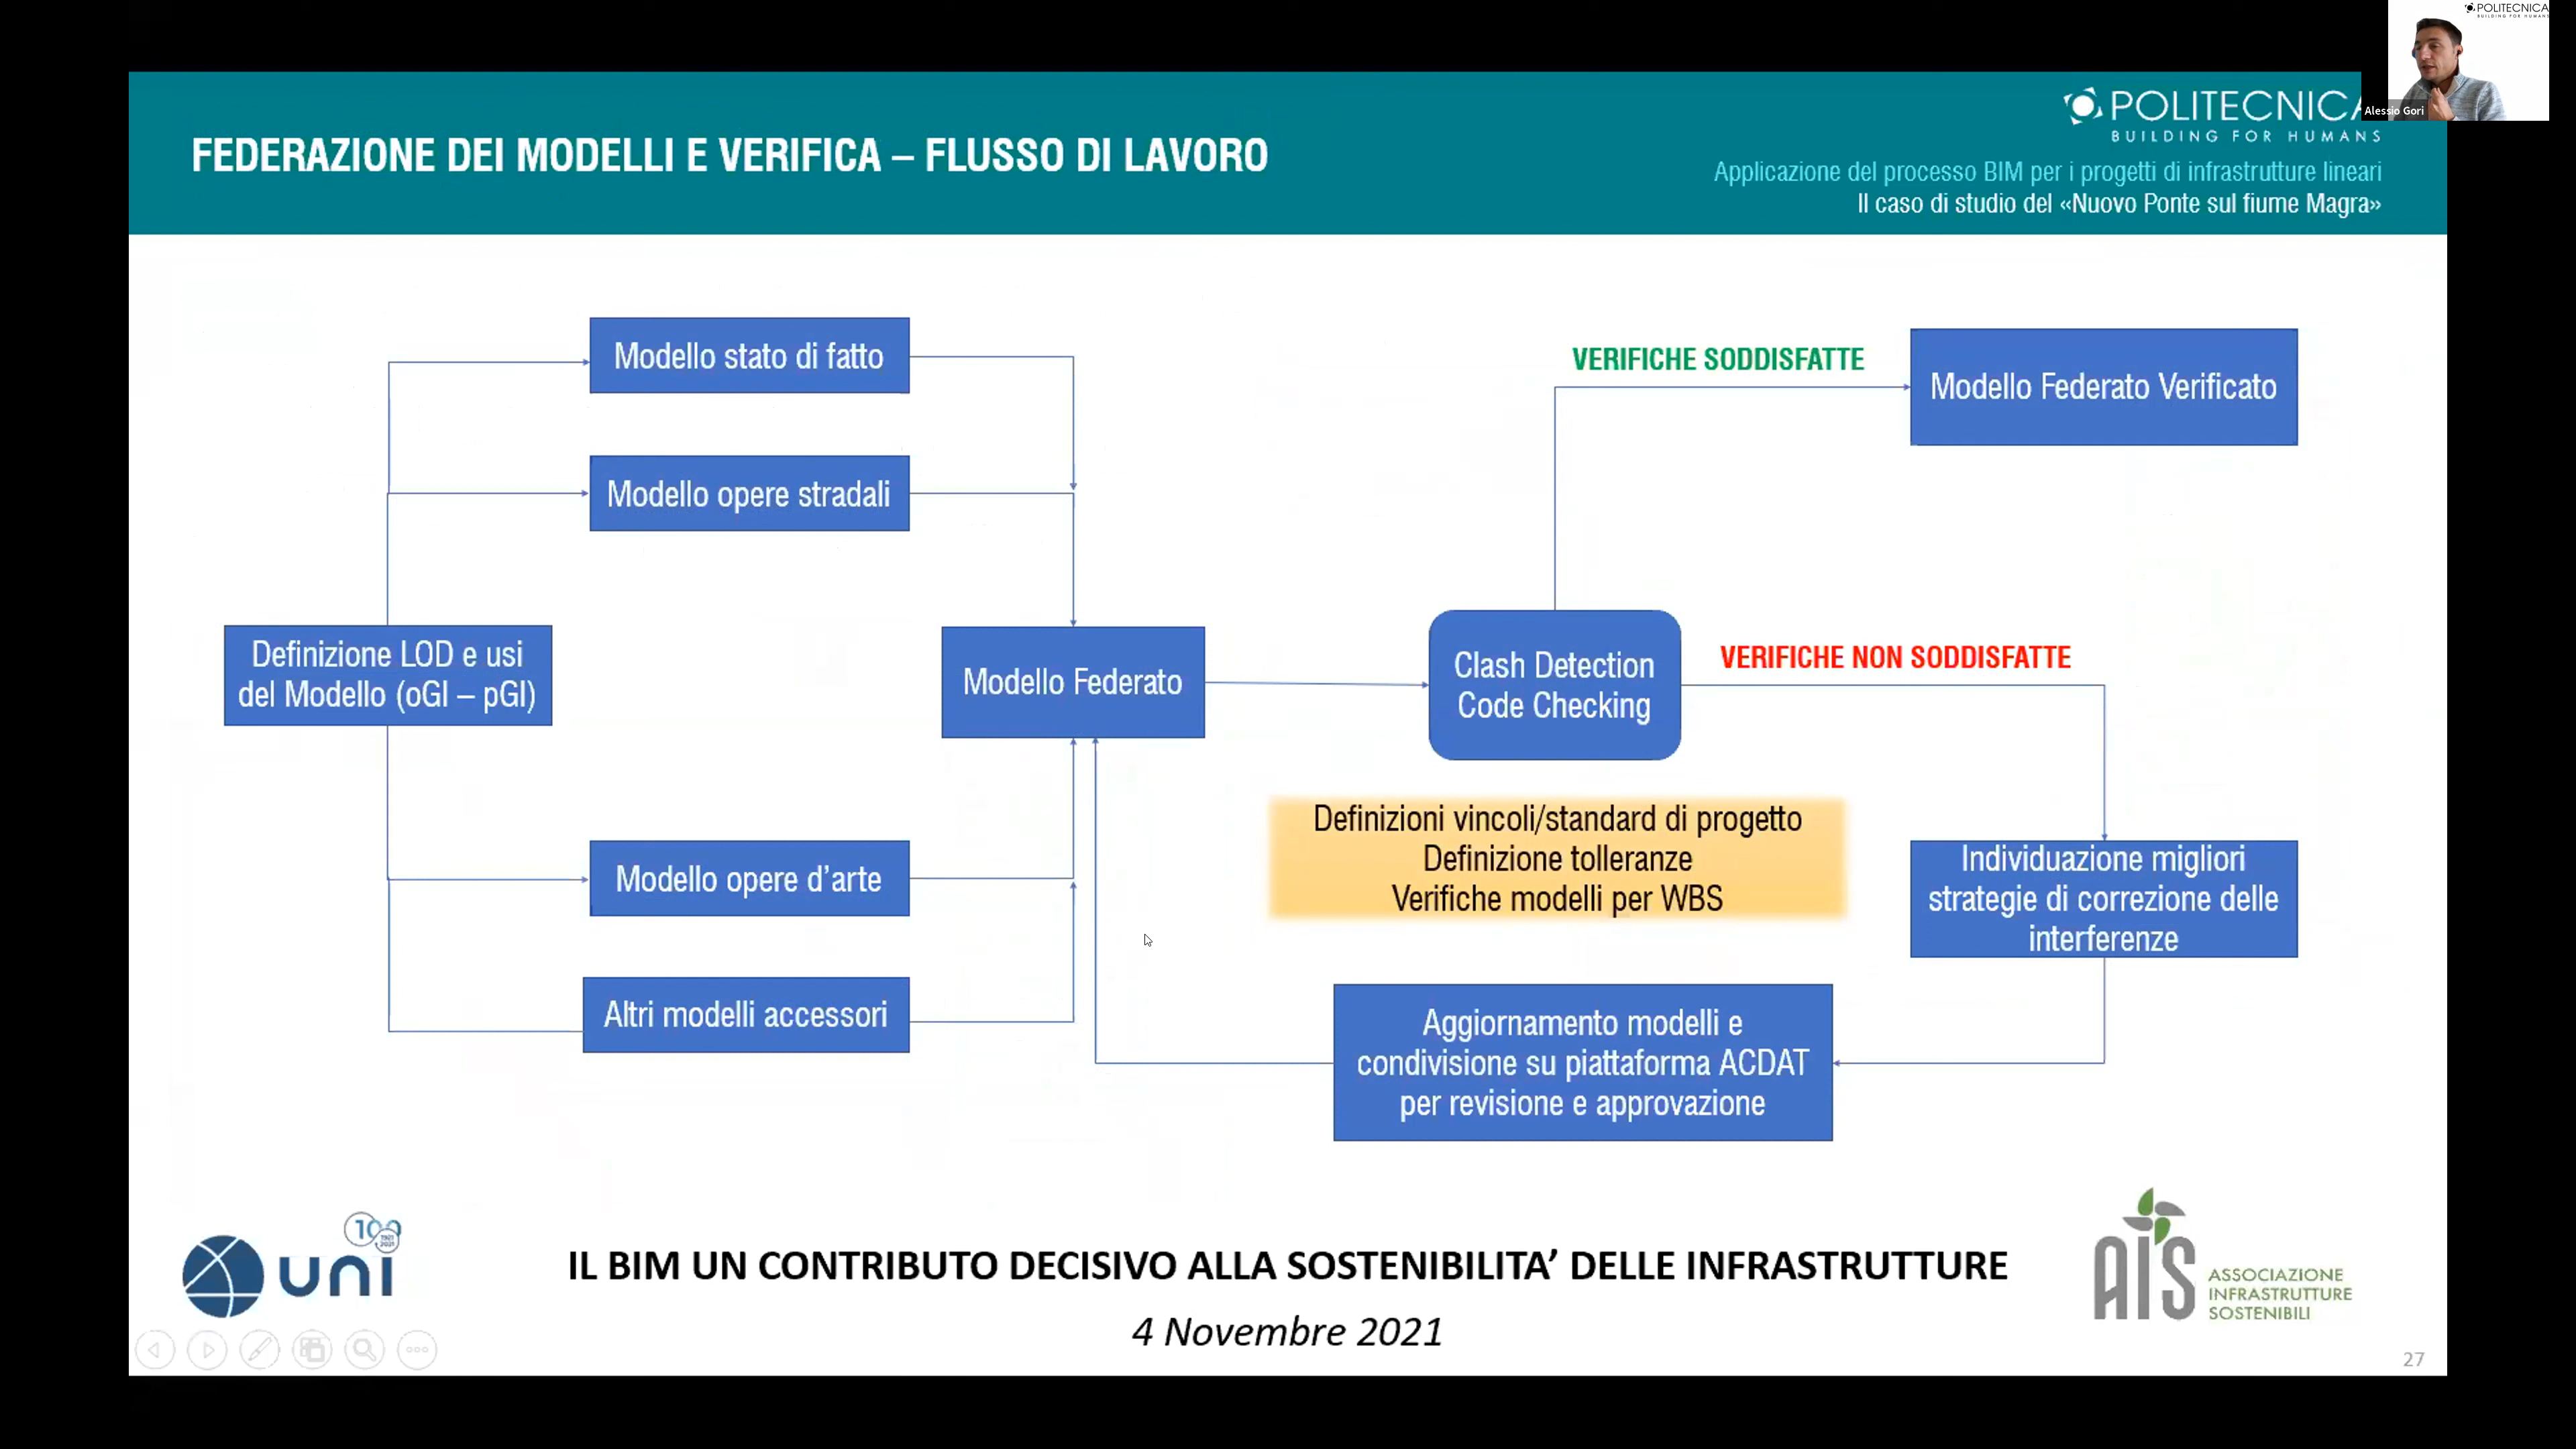 POLITECNICA
BUILDING FOR HUMANS
Alessio Gori
FEDERAZIONE DEI MODELLI E VERIFICA – FLUSSO DI LAVORO
POLITECNICA
BUILDING FOR HUMANS
Applicazione del processo BIM per i progetti di infrastrutture lineari
Il caso di studio del «Nuovo Ponte sul fiume Magra»
Modello stato di fatto
Modello opere stradali
Definizione LOD e usi
del Modello (oGI – pGI)
Modello opere d’arte
Altri modelli accessori
Modello Federato
Clash Detection
Code Checking
VERIFICHE SODDISFATTE
Modello Federato Verificato
VERIFICHE NON SODDISFATTE
Definizioni vincoli/standard di progetto
Definizione tolleranze
Verifiche modelli per WBS
Individuazione migliori
strategie di correzione delle
interferenze
Aggiornamento modelli e
condivisione su piattaforma ACDAT
per revisione e approvazione
100
1921
2021
uni
IL BIM UN CONTRIBUTO DECISIVO ALLA SOSTENIBILITA’ DELLE INFRASTRUTTURE
4 Novembre 2021
AIS
ASSOCIAZIONE
INFRASTRUTTURE
SOSTENIBILI
27